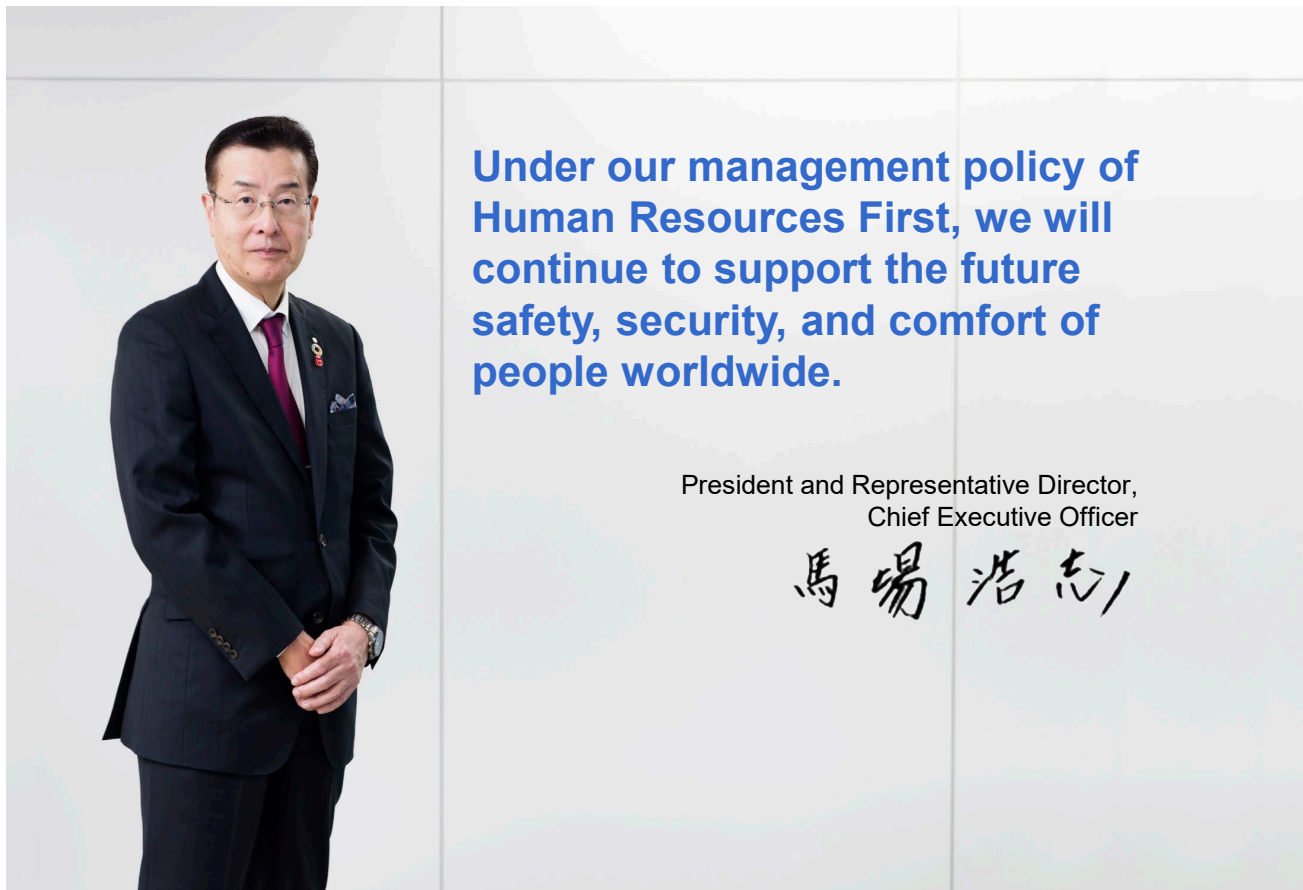 Under our management policy of
Human Resources First, we will
continue to support the future
safety, security, and comfort of
people worldwide.
President and Representative Director,
Chief Executive Officer
馬場浩志